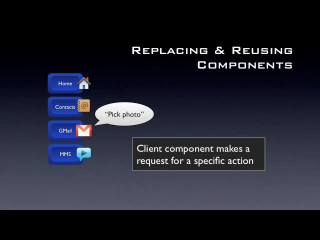 Replacing & Reusing
Components
Home
Contacts
"Pick photo"
GMail
MMS
Client component makes a
request for a specific action